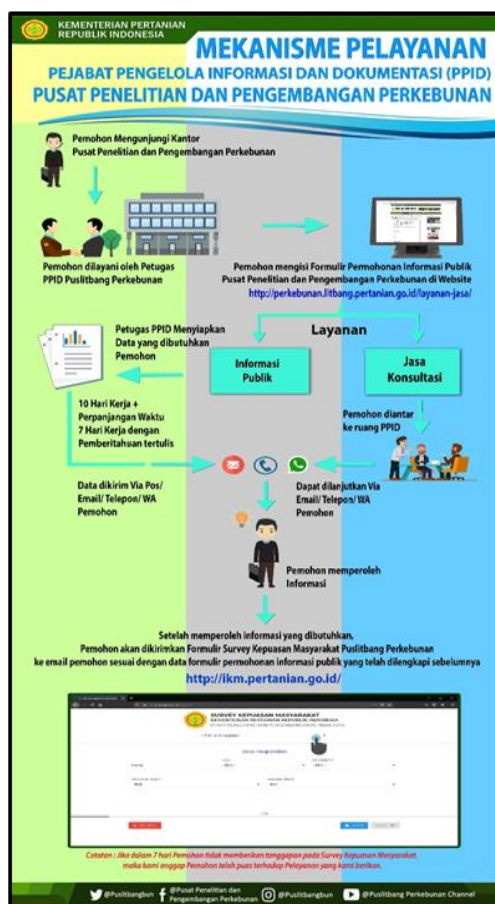 KEMENTERIAN PERTANIAN
REPUBLIK INDONESIA
MEKANISME PELAYANAN
PEJABAT PENGELOLA INFORMASI DAN DOKUMENTASI (PPID)
PUSAT PENELITIAN DAN PENGEMBANGAN PERKEBUNAN
Pemohon Mengunjungi Kantor
Pusat Penelitian dan Pengembangan Perkebunan
Pemohon dilayani oleh Petugas
PPID Puslitbang Perkebunan
Pemohon mengisi Formulir Permohonan Informasi Publik
Pusat Penelitian dan Pengembangan Perkebunan di Website
http://perkebunan.litbang.pertanian.go.id/layanan-jasa/
Layanan
Petugas PPID Menyiapkan
Data yang dibutuhkan
Pemohon
Informasi
Publik
Jasa
Konsultasi
10 Hari Kerja +
Perpanjangan Waktu
7 Hari Kerja dengan
Pemberitahuan tertulis
Pemohon diantar
ke ruang PPID
Data dikirim Via Pos/
Email/ Telepon/ WA
Pemohon
Dapat dilanjutkan Via
Email/ Telepon/ WA
Pemohon
Pemohon memperoleh
Informasi
Setelah memperoleh informasi yang dibutuhkan,
Pemohon akan dikirimkan Formulir Survey Kepuasan Masyarakat Puslitbang Perkebunan
ke email pemohon sesuai dengan data formulir permohonan informasi publik yang telah dilengkapi sebelumnya
http://ikm.pertanian.go.id/
SURVEY KEPUASAN MASYARAKAT
KEMENTERIAN PERTANIAN REPUBLIK INDONESIA
Catatan : Jika dalam 7 hari Pemohon tidak memberikan tanggapan pada Survey Kepuasan Masyarakat,
maka kami anggap Pemohon telah puas terhadap Pelayanan yang kami berikan.
@Puslitbangbun
@Pusat Penelitian dan
Pengembangan Perkebunan
@Puslitbangbun
@Puslitbang Perkebunan Channel